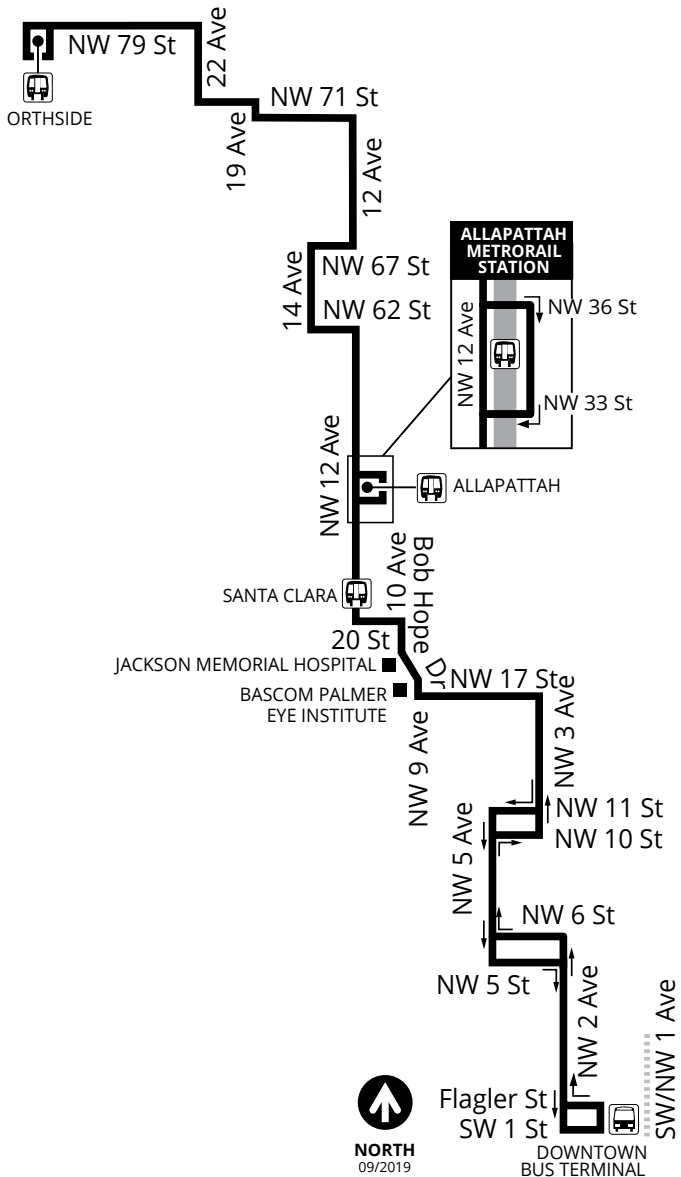 NW 79 St
22 Ave
ORTHSIDE
NW 71 St
19 Ave
12 Ave
NW 67 St
14 Ave
NW 62 St
ALLAPATTAH
METRORAIL
STATION
NW 12 Ave
NW 36 St
NW 33 St
NW 12 Ave
ALLAPATTAH
SANTA CLARA
10 Ave
Bob Hope Dr
20 St
JACKSON MEMORIAL HOSPITAL
BASCOM PALMER
EYE INSTITUTE
NW 17 St
NW 9 Ave
NW 3 Ave
NW 11 St
NW 10 St
NW 5 Ave
NW 6 St
NW 5 St
NW 2 Ave
SW/NW 1 Ave
Flagler St
SW 1 St
DOWNTOWN
BUS TERMINAL
NORTH
09/2019